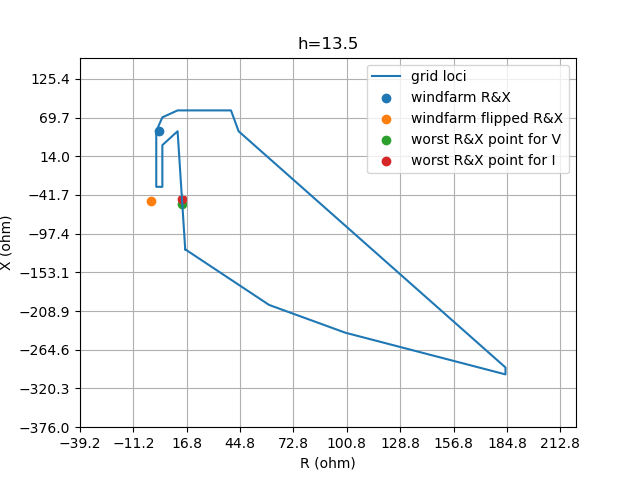 h=13.5
grid loci
windfarm R&X
windfarm flipped R&X
worst R&X point for V
worst R&X point for I
125.4
69.7
14.0
−41.7
−97.4
−153.1
−208.9
−264.6
−320.3
−376.0
X (ohm)
−39.2 −11.2 16.8 44.8 72.8 100.8 128.8 156.8 184.8 212.8
R (ohm)